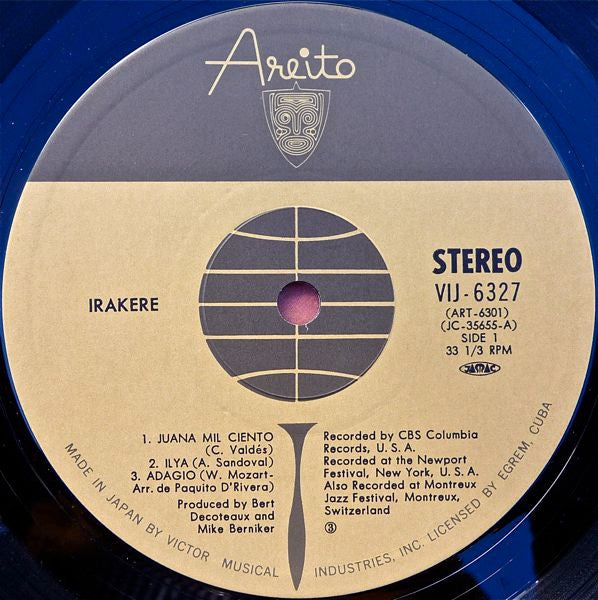 Areito
STEREO
VIJ-6327
(ART-6301)
(JC-35655-A)
SIDE 1
33 1/3 RPM
JASRAC
IRAKERE
1. JUANA MIL CIENTO
(C. Valdés)
2. ILYA (A. Sandoval)
3. ADAGIO (W. Mozart-
Arr. de Paquito D'Rivera)
Produced by Bert
Decoteaux and
Mike Berniker
Recorded by CBS Columbia
Records, U. S. A.
Recorded at the Newport
Festival, New York, U. S. A.
Also Recorded at Montreux
Jazz Festival, Montreux,
Switzerland
③
MADE IN JAPAN BY VICTOR MUSICAL INDUSTRIES, INC. LICENSED BY EGREM, CUBA